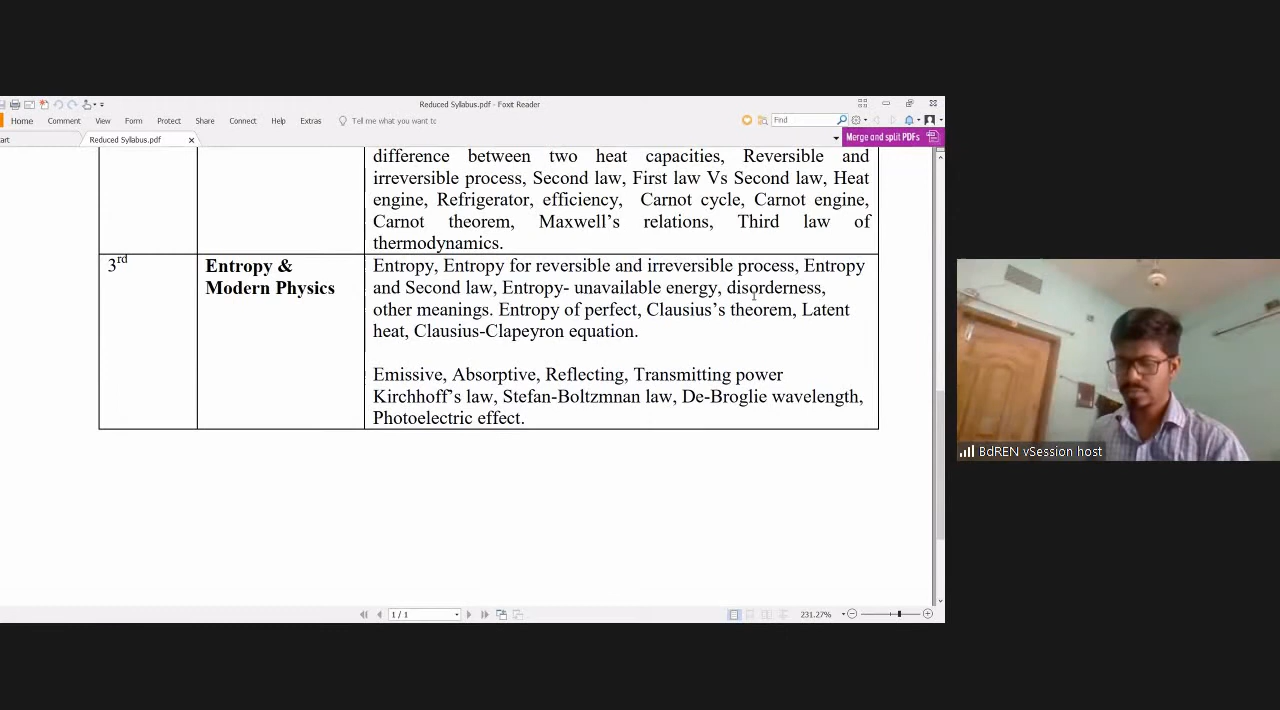 Reduced Syllabus.pdf - Foxit Reader
Home Comment View Form Protect Share Connect Help Extras Tell me what you want to Find
art Reduced Syllabus.pdf Merge and split PDFs
difference between two heat capacities, Reversible and
irreversible process, Second law, First law Vs Second law, Heat
engine, Refrigerator, efficiency, Carnot cycle, Carnot engine,
Carnot theorem, Maxwell's relations, Third law of
thermodynamics.
3rd
Entropy &
Modern Physics
Entropy, Entropy for reversible and irreversible process, Entropy
and Second law, Entropy- unavailable energy, disorderness,
other meanings. Entropy of perfect, Clausius's theorem, Latent
heat, Clausius-Clapeyron equation.
Emissive, Absorptive, Reflecting, Transmitting power
Kirchhoff's law, Stefan-Boltzmnan law, De-Broglie wavelength,
Photoelectric effect.
BdREN vSession host
1 / 1
231.27%